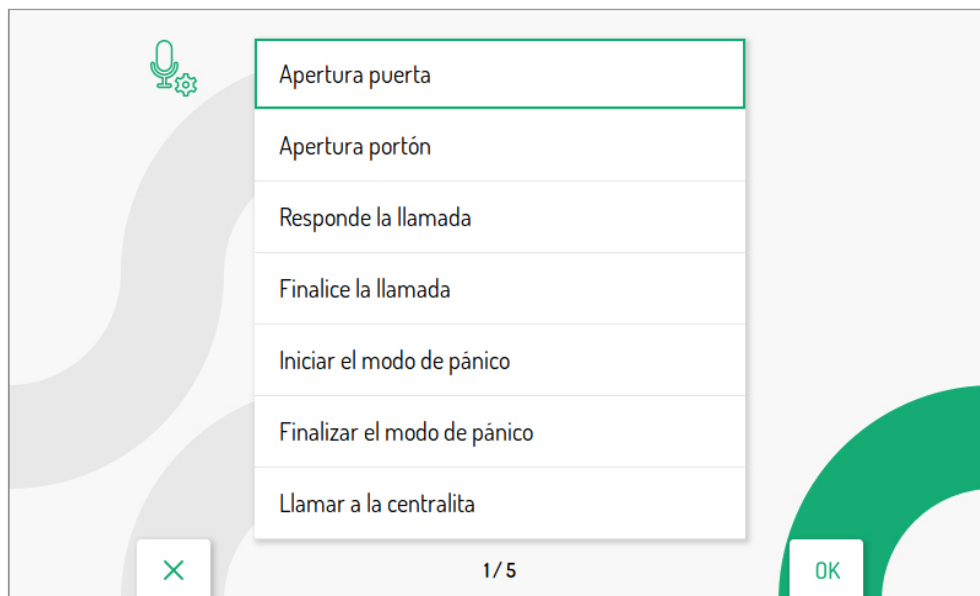 Apertura puerta
Apertura portón
Responde la llamada
Finalice la llamada
Iniciar el modo de pánico
Finalizar el modo de pánico
Llamar a la centralita
1/5
OK